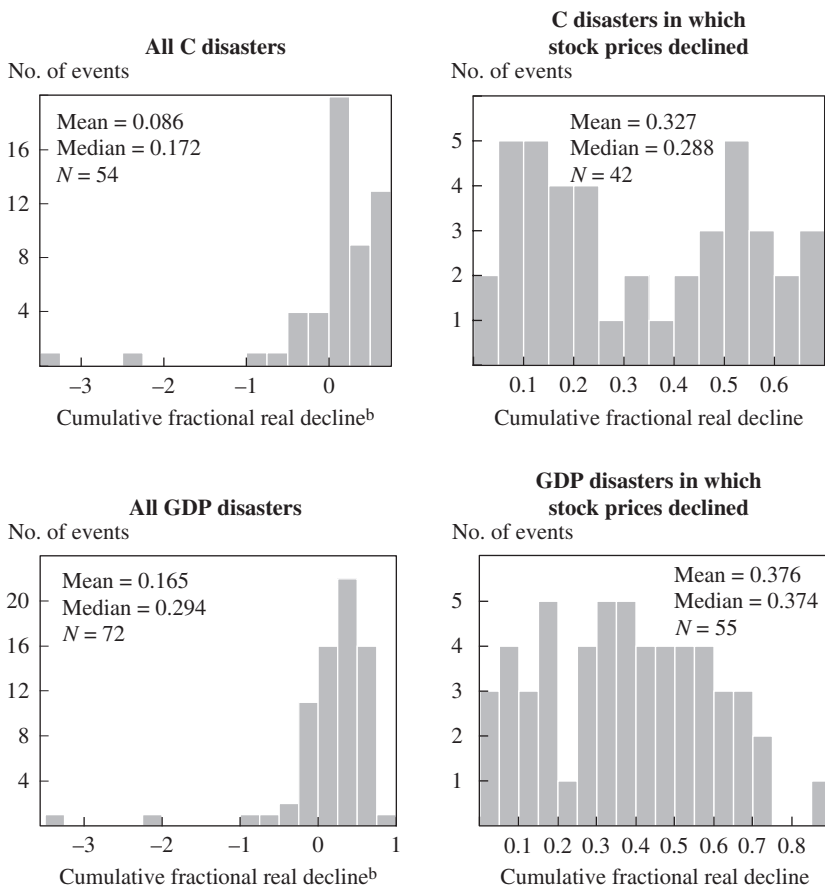 All C disasters
No. of events
Mean = 0.086
Median = 0.172
N = 54
16
12
8
4
–3 –2 –1 0
Cumulative fractional real declineᵇ
C disasters in which
stock prices declined
No. of events
Mean = 0.327
Median = 0.288
N = 42
5
4
3
2
1
0.1 0.2 0.3 0.4 0.5 0.6
Cumulative fractional real decline
All GDP disasters
No. of events
Mean = 0.165
Median = 0.294
N = 72
20
16
12
8
4
–3 –2 –1 0 1
Cumulative fractional real declineᵇ
GDP disasters in which
stock prices declined
No. of events
Mean = 0.376
Median = 0.374
N = 55
5
4
3
2
1
0.1 0.2 0.3 0.4 0.5 0.6 0.7 0.8
Cumulative fractional real decline